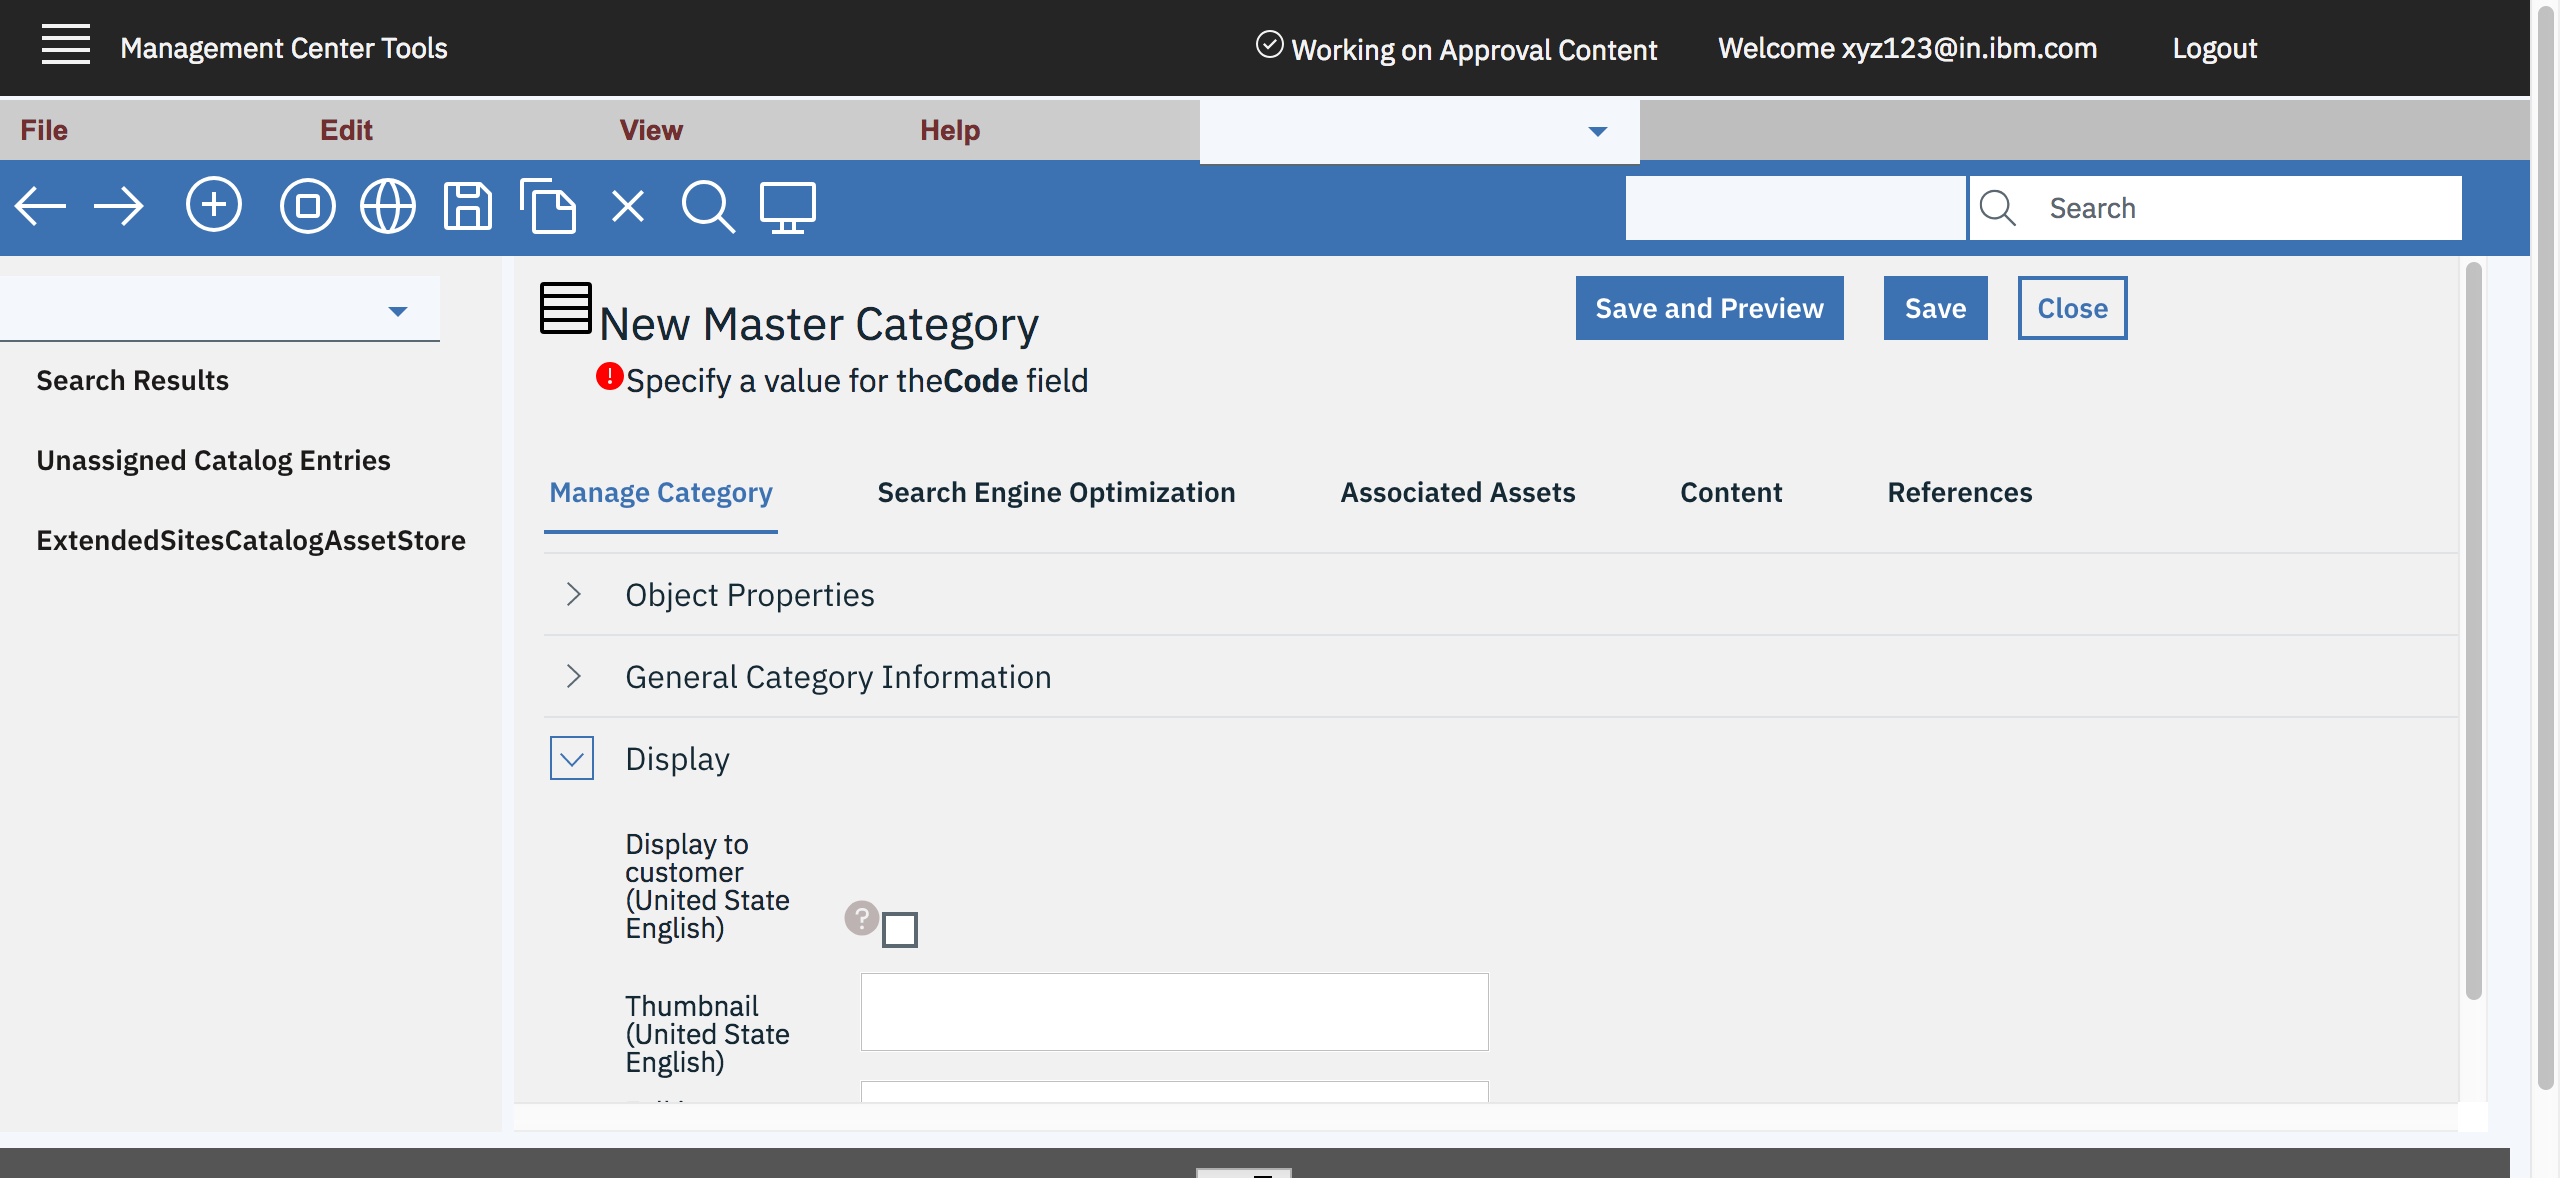 Management Center Tools
Working on Approval Content
Welcome xyz123@in.ibm.com
Logout
File
Edit
View
Help
Search
Search Results
Unassigned Catalog Entries
ExtendedSitesCatalogAssetStore
New Master Category
Save and Preview
Save
Close
Specify a value for theCode field
Manage Category
Search Engine Optimization
Associated Assets
Content
References
Object Properties
General Category Information
Display
Display to
customer
(United State
English)
?
Thumbnail
(United State
English)